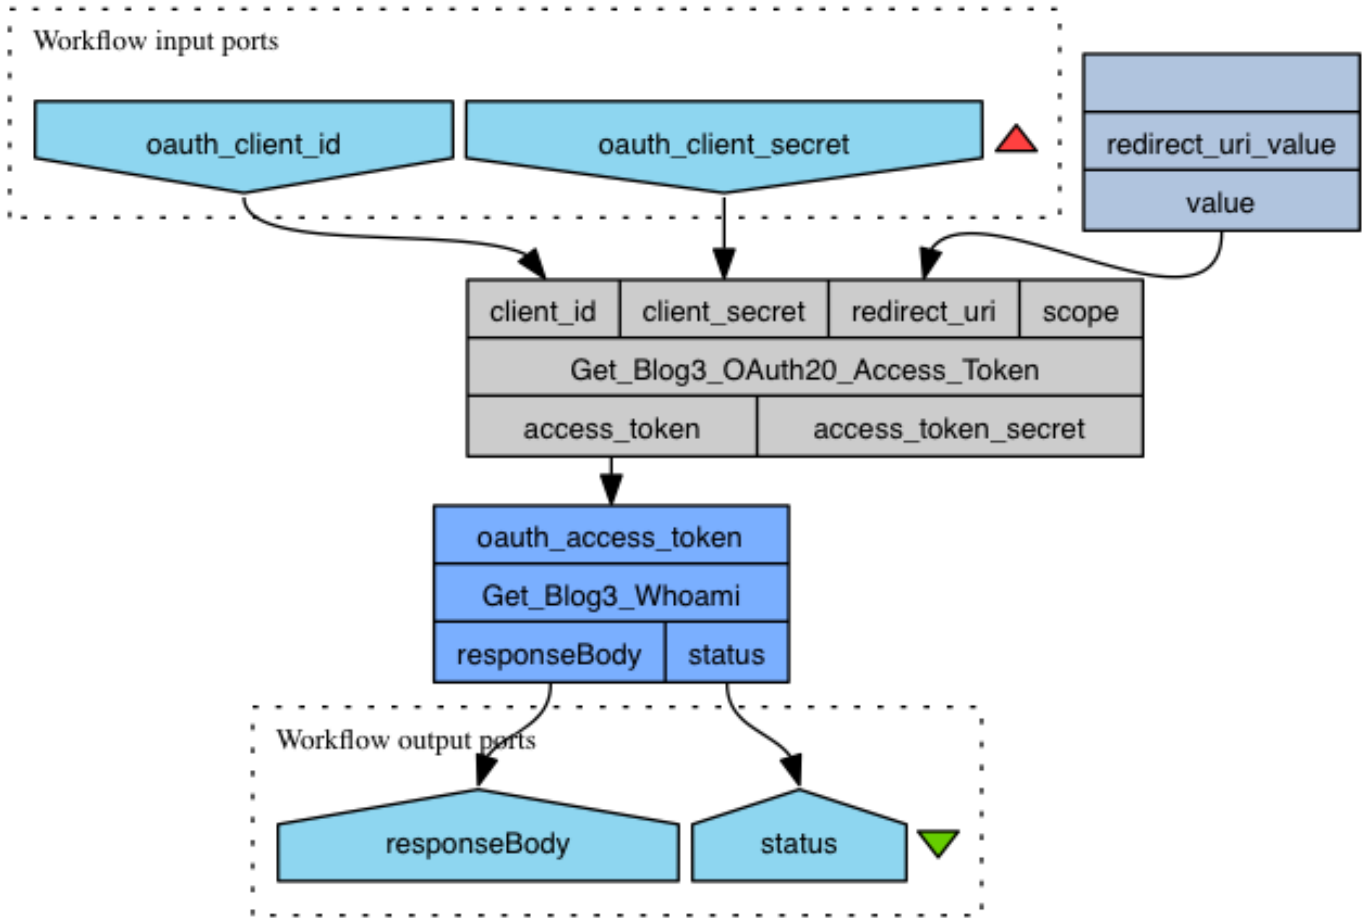 Workflow input ports
oauth_client_id
oauth_client_secret
redirect_uri_value
value
client_id
client_secret
redirect_uri
scope
Get_Blog3_OAuth20_Access_Token
access_token
access_token_secret
oauth_access_token
Get_Blog3_Whoami
responseBody
status
Workflow output ports
responseBody
status